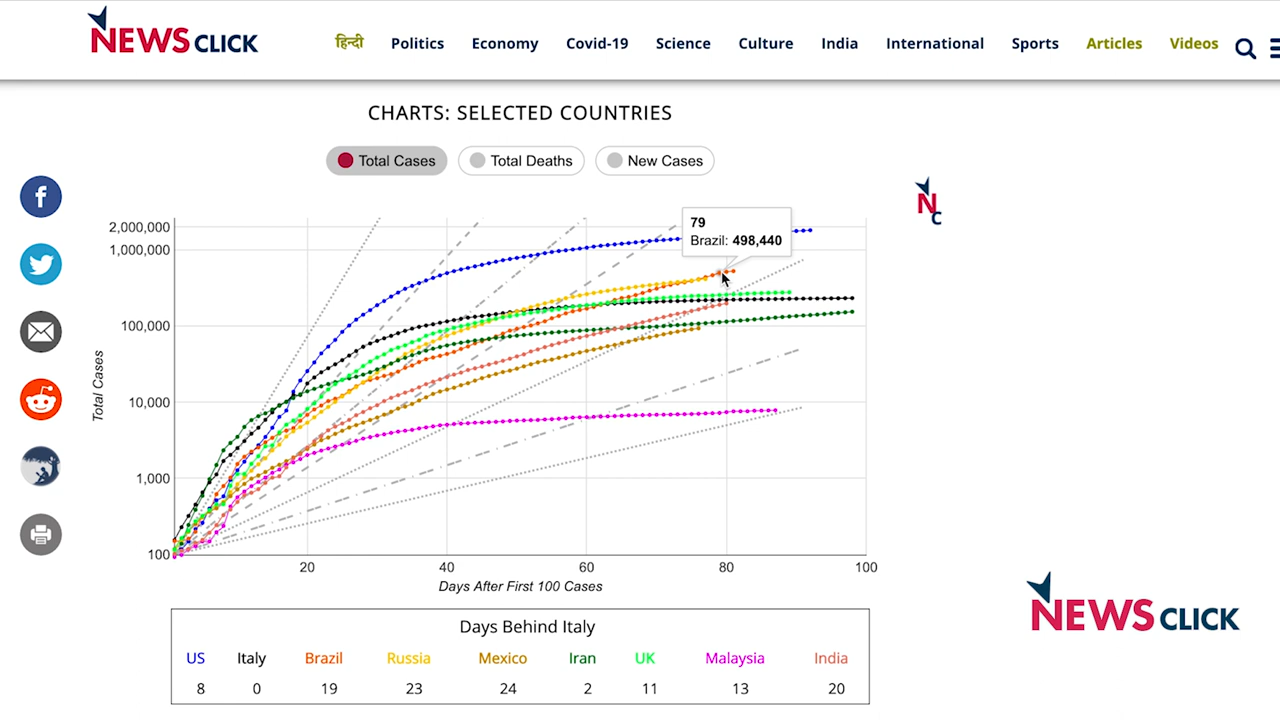 NEWS CLICK
हिन्दी Politics Economy Covid-19 Science Culture India International Sports Articles Videos
CHARTS: SELECTED COUNTRIES
Total Cases Total Deaths New Cases
NC
79
Brazil: 498,440
2,000,000
1,000,000
100,000
10,000
1,000
100
Total Cases
20 40 60 80 100
Days After First 100 Cases
NEWS CLICK
Days Behind Italy
US Italy Brazil Russia Mexico Iran UK Malaysia India
8 0 19 23 24 2 11 13 20